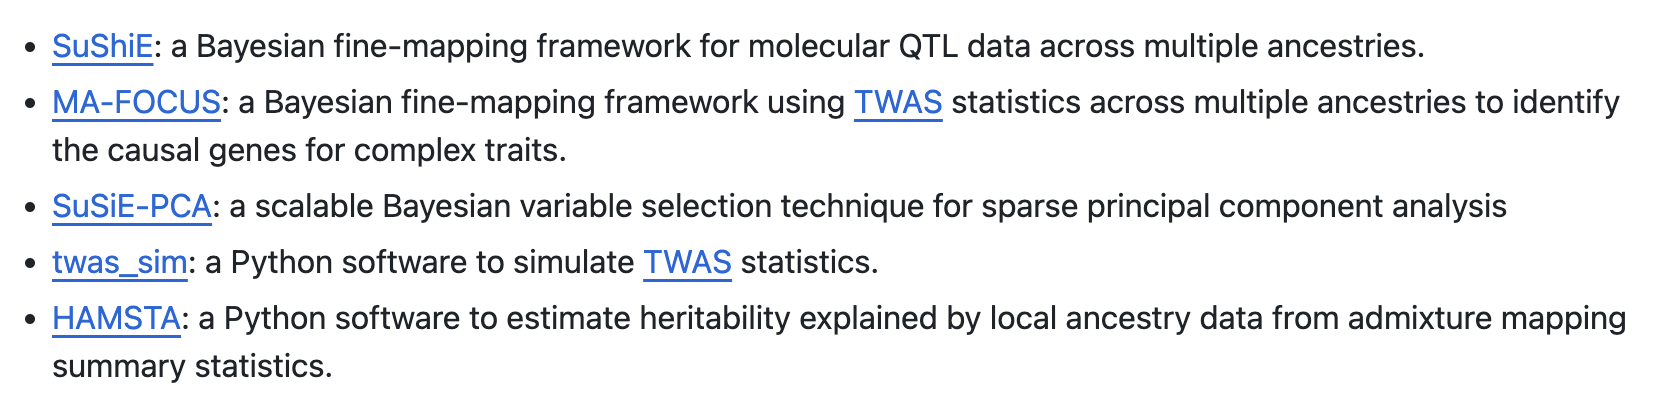 • SuShiE: a Bayesian fine-mapping framework for molecular QTL data across multiple ancestries.
• MA-FOCUS: a Bayesian fine-mapping framework using TWAS statistics across multiple ancestries to identify
the causal genes for complex traits.
• SuSiE-PCA: a scalable Bayesian variable selection technique for sparse principal component analysis
• twas_sim: a Python software to simulate TWAS statistics.
• HAMSTA: a Python software to estimate heritability explained by local ancestry data from admixture mapping
summary statistics.